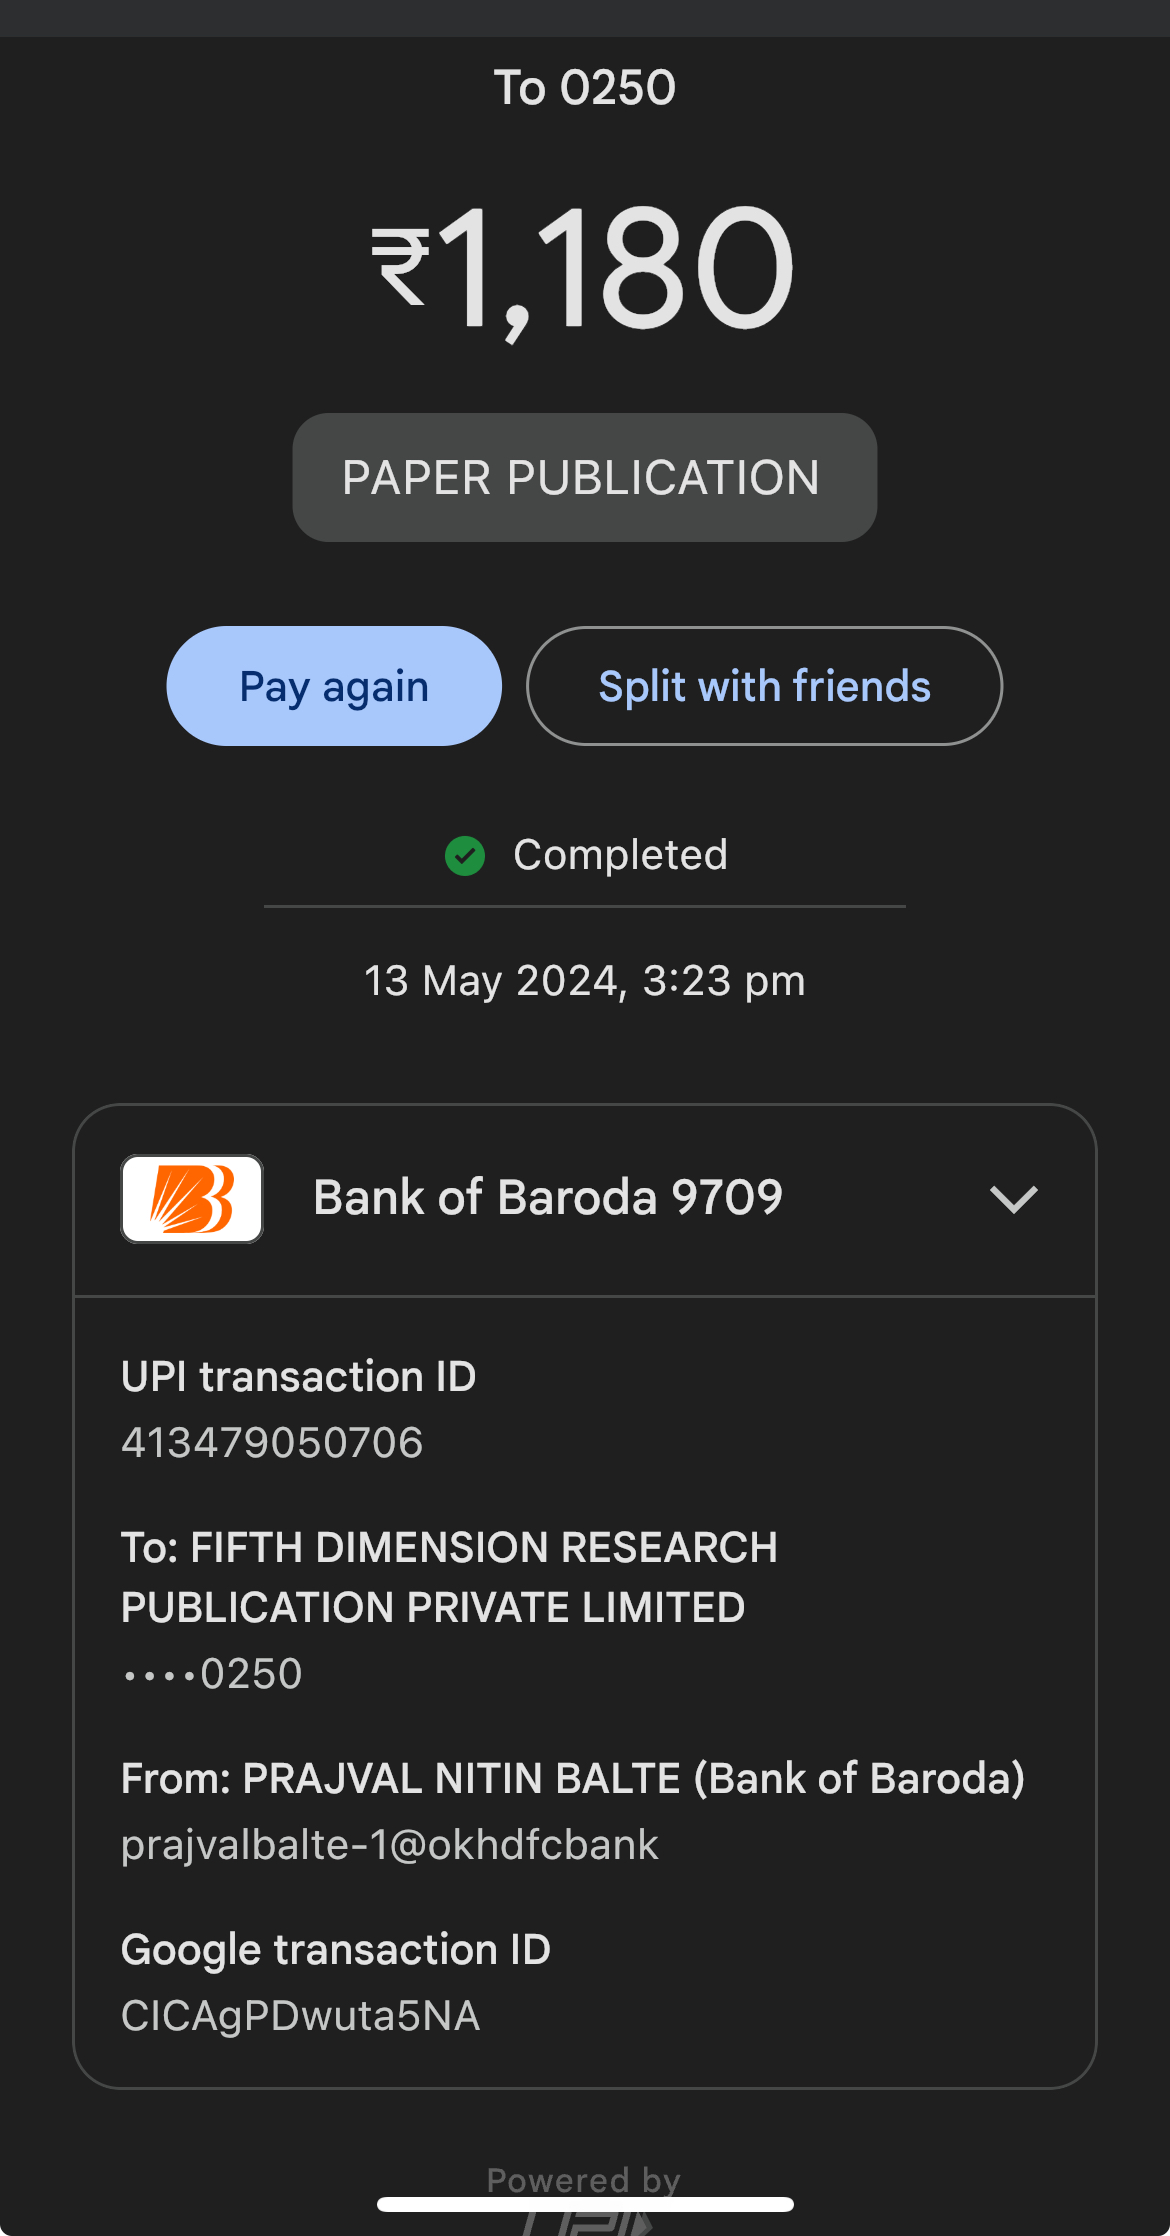 To 0250
₹1,180
PAPER PUBLICATION
Pay again
Split with friends
Completed
13 May 2024, 3:23 pm
Bank of Baroda 9709
UPI transaction ID
413479050706
To: FIFTH DIMENSION RESEARCH
PUBLICATION PRIVATE LIMITED
••••0250
From: PRAJVAL NITIN BALTE (Bank of Baroda)
prajvalbalte-1@okhdfcbank
Google transaction ID
CICAgPDwuta5NA
Powered by
UPI